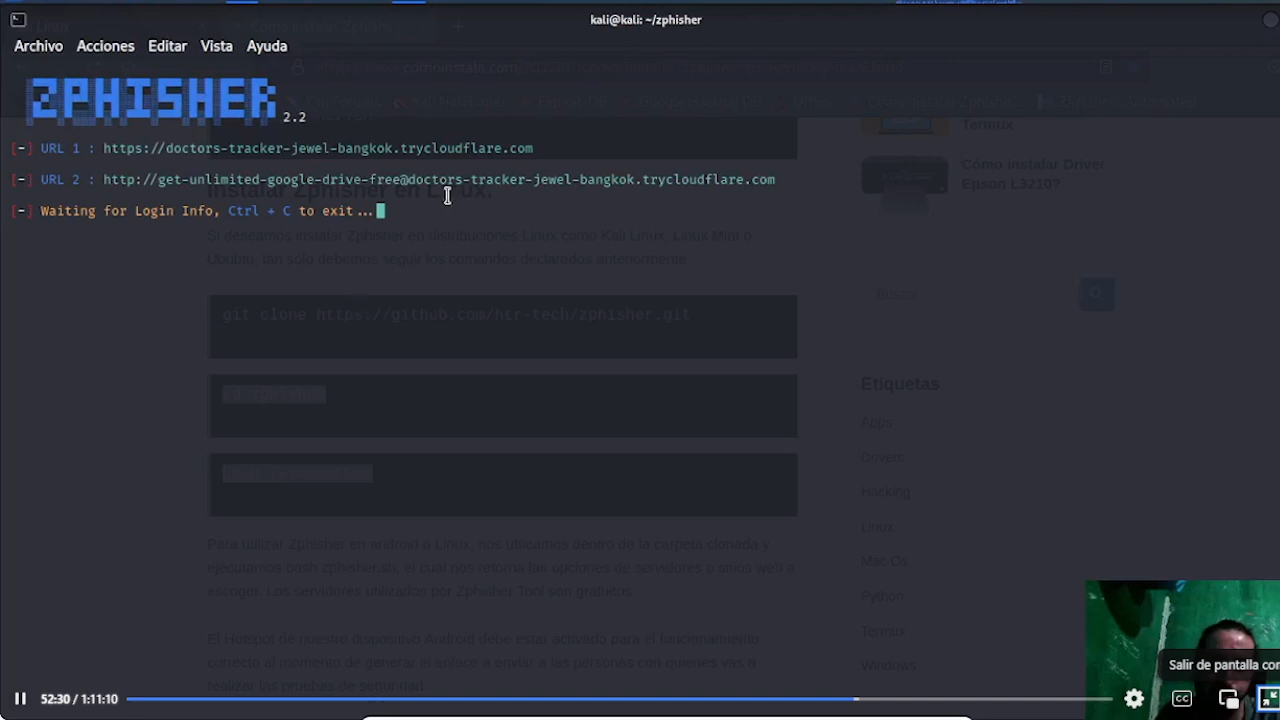 kali@kali: ~/zphisher
Archivo Acciones Editar Vista Ayuda
ZPHISHER 2.2
[-] URL 1 : https://doctors-tracker-jewel-bangkok.trycloudflare.com
[-] URL 2 : http://get-unlimited-google-drive-free@doctors-tracker-jewel-bangkok.trycloudflare.com
[-] Waiting for Login Info, Ctrl + C to exit...
Instalar Zphisher en Linux.
Si deseamos instalar Zphisher en distribuciones Linux como Kali Linux, Linux Mint o
Ubuntu, tan solo debemos seguir los comandos declarados anteriormente
git clone https://github.com/htr-tech/zphisher.git
cd zphisher
Para utilizar Zphisher en android o Linux, nos ubicamos dentro de la carpeta clonada y
ejecutamos bash zphisher.sh, el cual nos retorna las opciones de servidores o sitios web a
escoger. Los servidores utilizados por Zphisher Tool son gratuitos.
El Hotspot de nuestro dispositivo Android debe estar activado para el funcionamiento
correcto al momento de generar el enlace a enviar a las personas con quienes vas a
realizar las pruebas de seguridad.
Termux
Cómo instalar Driver
Epson L3210?
Buscar
Etiquetas
Apps
Drivers
Hacking
Linux
Mac Os
Python
Termux
Windows
Salir de pantalla com
52:30 / 1:11:10
CC